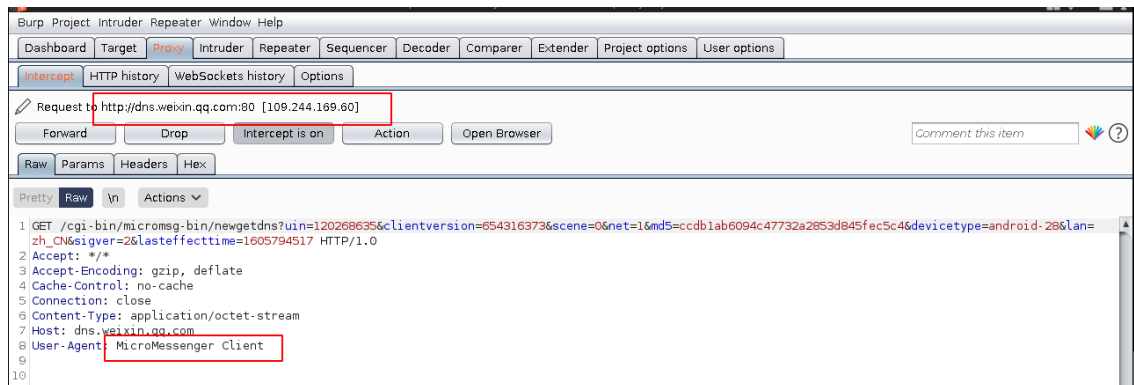 Burp Project Intruder Repeater Window Help
Dashboard Target Proxy Intruder Repeater Sequencer Decoder Comparer Extender Project options User options
Intercept HTTP history WebSockets history Options
Request to http://dns.weixin.qq.com:80 [109.244.169.60]
Forward Drop Intercept is on Action Open Browser Comment this item ?
Raw Params Headers Hex
Pretty Raw \n Actions
1 GET /cgi-bin/micromsg-bin/newgetdns?uin=120268635&clientversion=654316373&scene=0&net=1&md5=ccdb1ab6094c47732a2853d845fec5c4&devicetype=android-28&lan=
zh_CN&sigver=2&lasteffecttime=1605794517 HTTP/1.0
2 Accept: */*
3 Accept-Encoding: gzip, deflate
4 Cache-Control: no-cache
5 Connection: close
6 Content-Type: application/octet-stream
7 Host: dns.weixin.qq.com
8 User-Agent: MicroMessenger Client
9
10